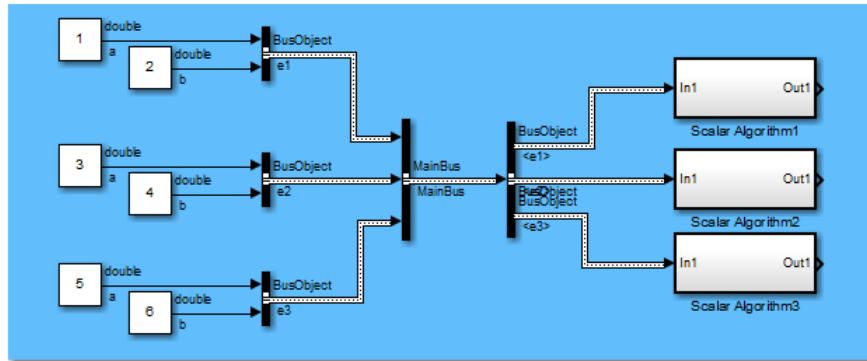 1
double
a
2
double
b
BusObject
e1
3
double
a
4
double
b
BusObject
e2
5
double
a
6
double
b
BusObject
e3
MainBus
MainBus
BusObject
<e1>
BusObject
<e3>
In1
Out1
Scalar Algorithm1
In1
Out1
Scalar Algorithm2
In1
Out1
Scalar Algorithm3